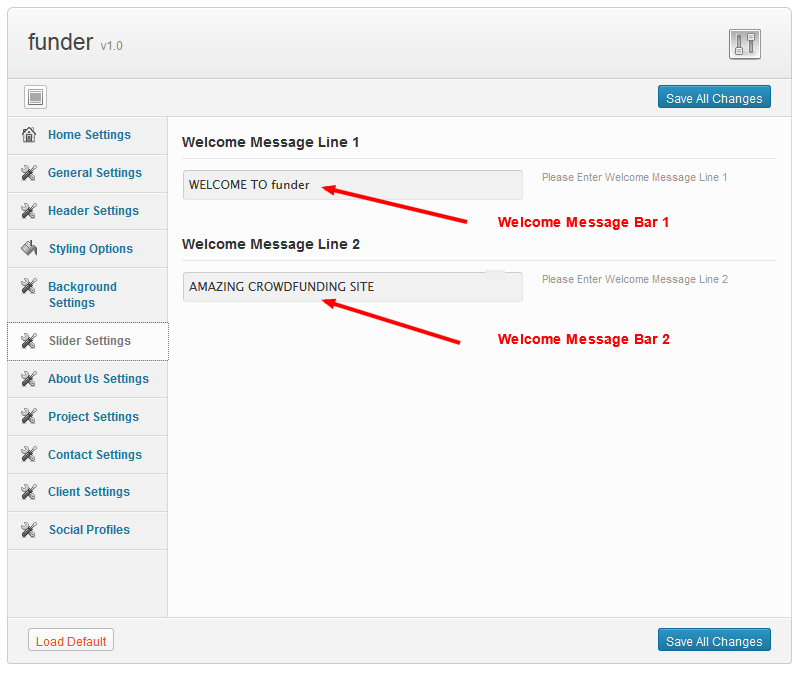 funder v1.0
Save All Changes
Home Settings
General Settings
Header Settings
Styling Options
Background
Settings
Slider Settings
About Us Settings
Project Settings
Contact Settings
Client Settings
Social Profiles
Welcome Message Line 1
WELCOME TO funder
Please Enter Welcome Message Line 1
Welcome Message Bar 1
Welcome Message Line 2
AMAZING CROWDFUNDING SITE
Please Enter Welcome Message Line 2
Welcome Message Bar 2
Load Default
Save All Changes